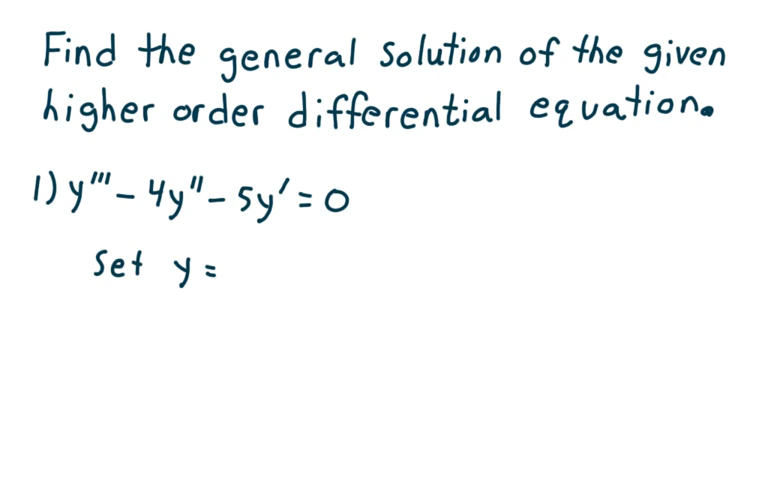 Find the general solution of the given
higher order differential equation.
1) y''' - 4y'' - 5y' = 0
Set y =